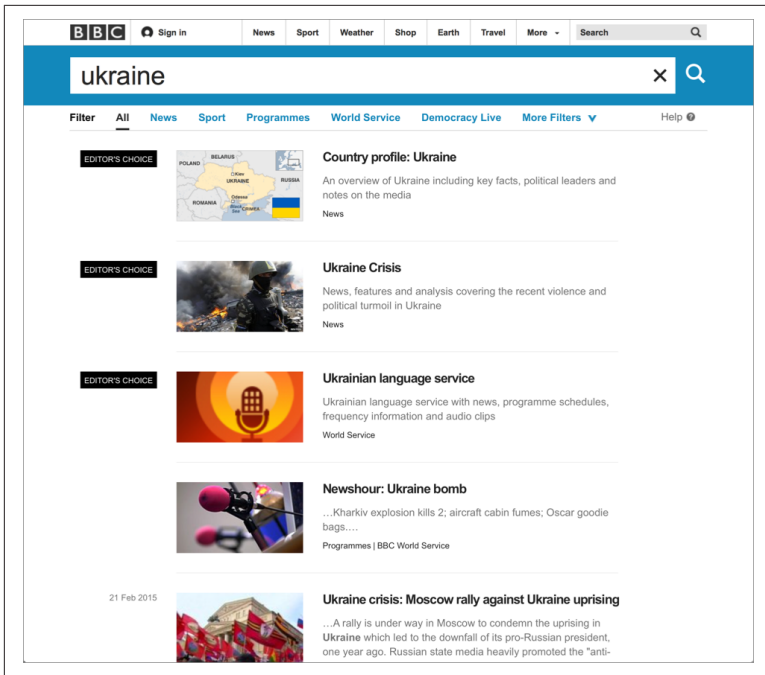 BBC Sign in News Sport Weather Shop Earth Travel More Search
ukraine
Filter All News Sport Programmes World Service Democracy Live More Filters Help
EDITOR'S CHOICE
POLAND
BELARUS
Kiev
UKRAINE
RUSSIA
ROMANIA
Odessa
Black Sea
CRIMEA
Country profile: Ukraine
An overview of Ukraine including key facts, political leaders and
notes on the media
News
EDITOR'S CHOICE
Ukraine Crisis
News, features and analysis covering the recent violence and
political turmoil in Ukraine
News
EDITOR'S CHOICE
Ukrainian language service
Ukrainian language service with news, programme schedules,
frequency information and audio clips
World Service
Newshour: Ukraine bomb
…Kharkiv explosion kills 2; aircraft cabin fumes; Oscar goodie
bags.…
Programmes | BBC World Service
21 Feb 2015
Ukraine crisis: Moscow rally against Ukraine uprising
…A rally is under way in Moscow to condemn the uprising in
Ukraine which led to the downfall of its pro-Russian president,
one year ago. Russian state media heavily promoted the "anti-